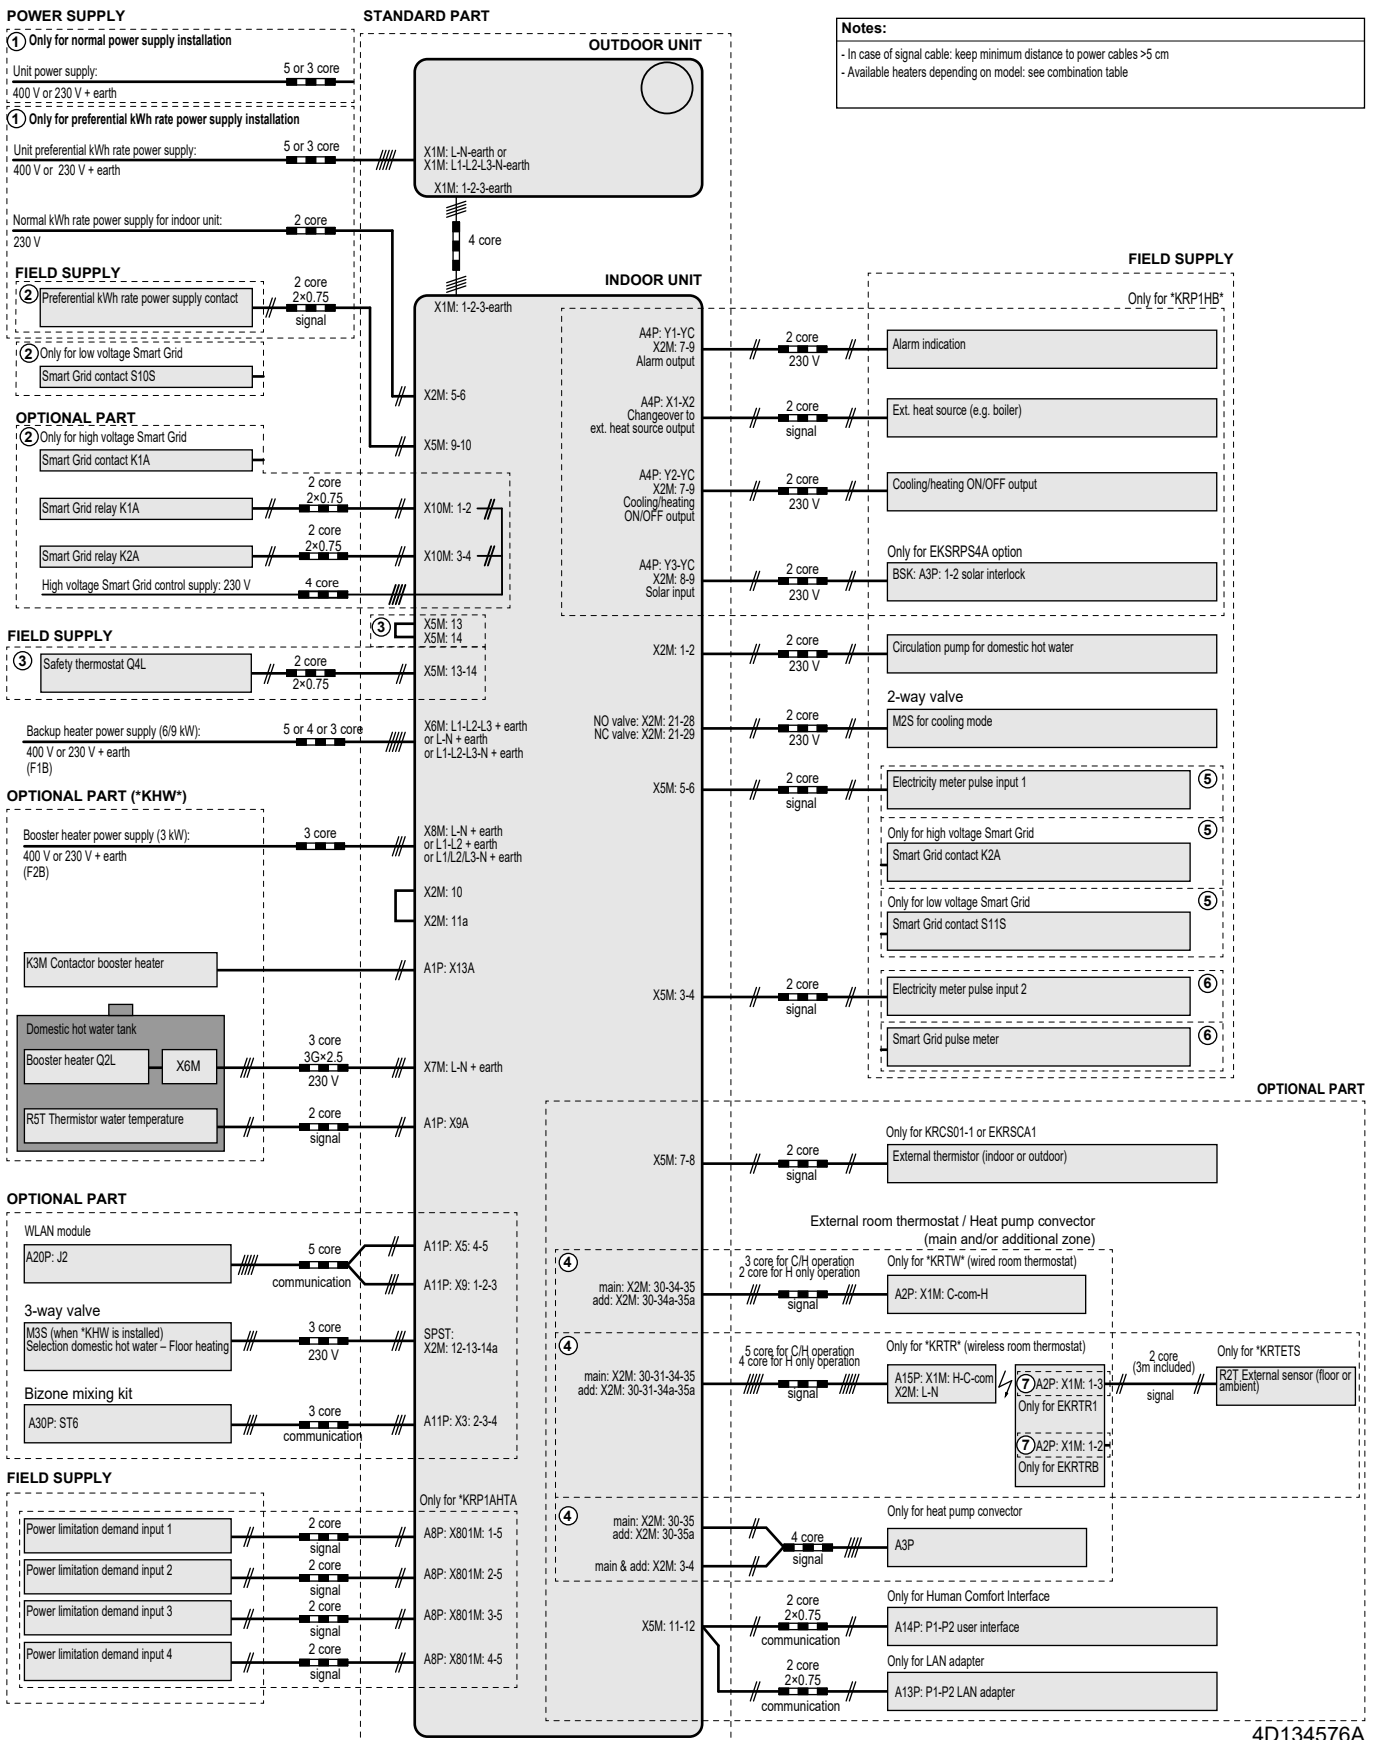 POWER SUPPLY
① Only for normal power supply installation
Unit power supply:
5 or 3 core
400 V or 230 V + earth
① Only for preferential kWh rate power supply installation
Unit preferential kWh rate power supply:
5 or 3 core
400 V or 230 V + earth
Normal kWh rate power supply for indoor unit:
2 core
230 V
FIELD SUPPLY
② Preferential kWh rate power supply contact
2 core
2×0.75
signal
② Only for low voltage Smart Grid
Smart Grid contact S10S
OPTIONAL PART
② Only for high voltage Smart Grid
Smart Grid contact K1A
Smart Grid relay K1A
2 core
2×0.75
Smart Grid relay K2A
2 core
2×0.75
High voltage Smart Grid control supply: 230 V
4 core
FIELD SUPPLY
③ Safety thermostat Q4L
2 core
2×0.75
Backup heater power supply (6/9 kW):
5 or 4 or 3 core
400 V or 230 V + earth
(F1B)
OPTIONAL PART (*KHW*)
Booster heater power supply (3 kW):
3 core
400 V or 230 V + earth
(F2B)
K3M Contactor booster heater
Domestic hot water tank
Booster heater Q2L
X6M
3 core
3G×2.5
230 V
R5T Thermistor water temperature
2 core
signal
OPTIONAL PART
WLAN module
A20P: J2
5 core
communication
3-way valve
M3S (when *KHW is installed)
Selection domestic hot water – Floor heating
3 core
230 V
Bizone mixing kit
A30P: ST6
3 core
communication
FIELD SUPPLY
Power limitation demand input 1
2 core
signal
Power limitation demand input 2
2 core
signal
Power limitation demand input 3
2 core
signal
Power limitation demand input 4
2 core
signal
STANDARD PART
OUTDOOR UNIT
X1M: L-N-earth or
X1M: L1-L2-L3-N-earth
X1M: 1-2-3-earth
4 core
INDOOR UNIT
X1M: 1-2-3-earth
X2M: 5-6
X5M: 9-10
X10M: 1-2
X10M: 3-4
③
X5M: 13
X5M: 14
X5M: 13-14
X6M: L1-L2-L3 + earth
or L-N + earth
or L1-L2-L3-N + earth
X8M: L-N + earth
or L1-L2 + earth
or L1/L2/L3-N + earth
X2M: 10
X2M: 11a
A1P: X13A
X7M: L-N + earth
A1P: X9A
A11P: X5: 4-5
A11P: X9: 1-2-3
SPST:
X2M: 12-13-14a
A11P: X3: 2-3-4
Only for *KRP1AHTA
A8P: X801M: 1-5
A8P: X801M: 2-5
A8P: X801M: 3-5
A8P: X801M: 4-5
Notes:
- In case of signal cable: keep minimum distance to power cables >5 cm
- Available heaters depending on model: see combination table
FIELD SUPPLY
Only for *KRP1HB*
A4P: Y1-YC
X2M: 7-9
Alarm output
2 core
230 V
Alarm indication
A4P: X1-X2
Changeover to
ext. heat source output
2 core
signal
Ext. heat source (e.g. boiler)
A4P: Y2-YC
X2M: 7-9
Cooling/heating
ON/OFF output
2 core
230 V
Cooling/heating ON/OFF output
Only for EKSRPS4A option
A4P: Y3-YC
X2M: 8-9
Solar input
2 core
230 V
BSK: A3P: 1-2 solar interlock
X2M: 1-2
2 core
230 V
Circulation pump for domestic hot water
2-way valve
NO valve: X2M: 21-28
NC valve: X2M: 21-29
2 core
230 V
M2S for cooling mode
X5M: 5-6
2 core
signal
Electricity meter pulse input 1 ⑤
Only for high voltage Smart Grid ⑤
Smart Grid contact K2A
Only for low voltage Smart Grid ⑤
Smart Grid contact S11S
X5M: 3-4
2 core
signal
Electricity meter pulse input 2 ⑥
Smart Grid pulse meter ⑥
OPTIONAL PART
Only for KRCS01-1 or EKRSCA1
X5M: 7-8
2 core
signal
External thermistor (indoor or outdoor)
External room thermostat / Heat pump convector
(main and/or additional zone)
④
main: X2M: 30-34-35
add: X2M: 30-34a-35a
3 core for C/H operation
2 core for H only operation
signal
Only for *KRTW* (wired room thermostat)
A2P: X1M: C-com-H
④
main: X2M: 30-31-34-35
add: X2M: 30-31-34a-35a
5 core for C/H operation
4 core for H only operation
signal
Only for *KRTR* (wireless room thermostat)
A15P: X1M: H-C-com
X2M: L-N
⑦ A2P: X1M: 1-3
Only for EKRTR1
⑦ A2P: X1M: 1-2
Only for EKRTRB
2 core
(3m included)
signal
Only for *KRTETS
R2T External sensor (floor or
ambient)
④
main: X2M: 30-35
add: X2M: 30-35a
main & add: X2M: 3-4
4 core
signal
Only for heat pump convector
A3P
X5M: 11-12
2 core
2×0.75
communication
Only for Human Comfort Interface
A14P: P1-P2 user interface
2 core
2×0.75
communication
Only for LAN adapter
A13P: P1-P2 LAN adapter
4D134576A